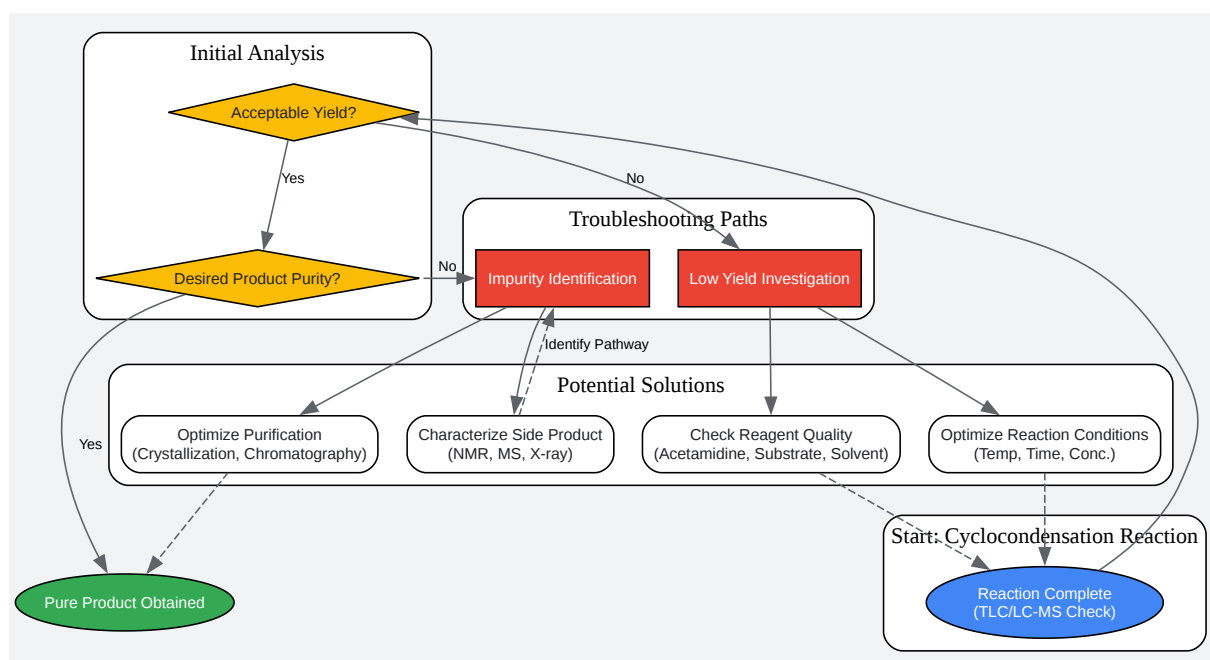 Initial Analysis
Acceptable Yield?
Yes
No
Troubleshooting Paths
Desired Product Purity?
No
Impurity Identification
Low Yield Investigation
Identify Pathway
Potential Solutions
Optimize Purification
(Crystallization, Chromatography)
Characterize Side Product
(NMR, MS, X-ray)
Check Reagent Quality
(Acetamidine, Substrate, Solvent)
Optimize Reaction Conditions
(Temp, Time, Conc.)
Yes
Start: Cyclocondensation Reaction
Pure Product Obtained
Reaction Complete
(TLC/LC-MS Check)